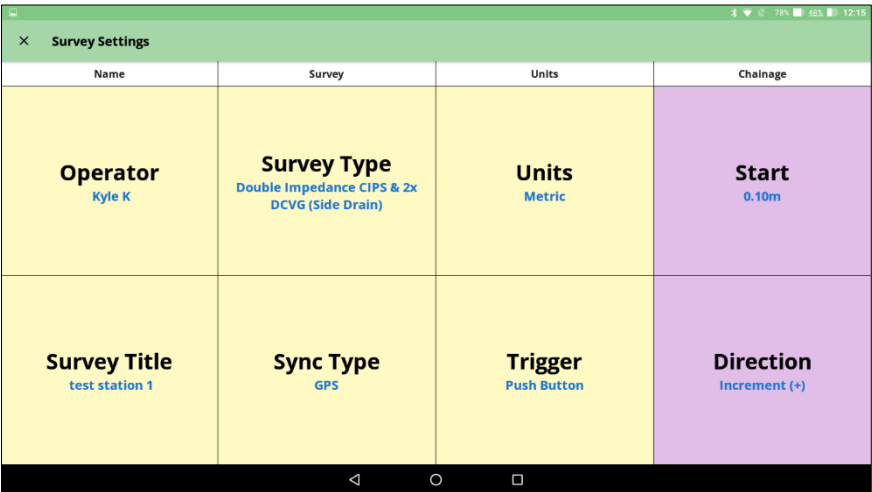 78% 48% 12:15
× Survey Settings
Name Survey Units Chainage
Operator
Kyle K
Survey Type
Double Impedance CIPS & 2x
DCVG (Side Drain)
Units
Metric
Start
0.10m
Survey Title
test station 1
Sync Type
GPS
Trigger
Push Button
Direction
Increment (+)